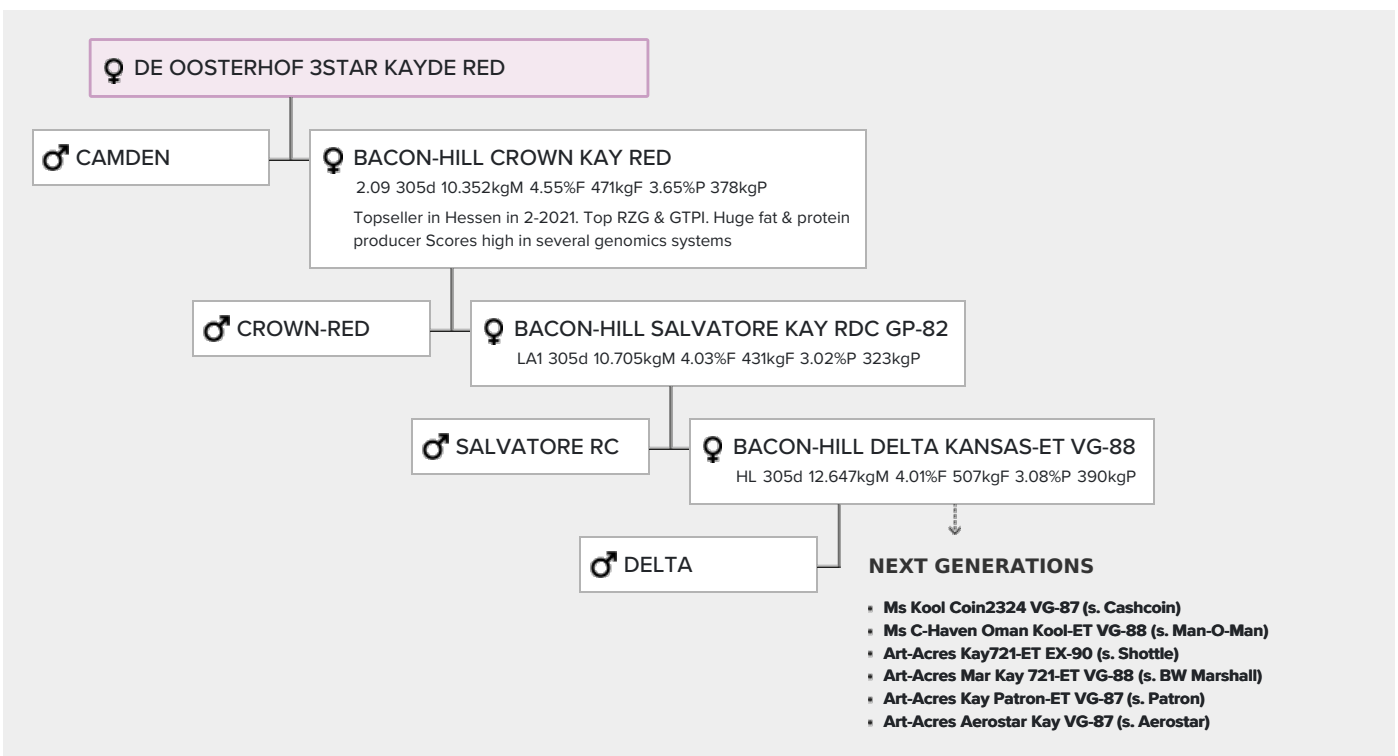 DE OOSTERHOF 3STAR KAYDE RED
CAMDEN
BACON-HILL CROWN KAY RED
2.09 305d 10.352kgM 4.55%F 471kgF 3.65%P 378kgP
Topseller in Hessen in 2-2021. Top RZG & GTPI. Huge fat & protein
producer Scores high in several genomics systems
CROWN-RED
BACON-HILL SALVATORE KAY RDC GP-82
LA1 305d 10.705kgM 4.03%F 431kgF 3.02%P 323kgP
SALVATORE RC
BACON-HILL DELTA KANSAS-ET VG-88
HL 305d 12.647kgM 4.01%F 507kgF 3.08%P 390kgP
DELTA
NEXT GENERATIONS
Ms Kool Coin2324 VG-87 (s. Cashcoin)
Ms C-Haven Oman Kool-ET VG-88 (s. Man-O-Man)
Art-Acres Kay721-ET EX-90 (s. Shottle)
Art-Acres Mar Kay 721-ET VG-88 (s. BW Marshall)
Art-Acres Kay Patron-ET VG-87 (s. Patron)
Art-Acres Aerostar Kay VG-87 (s. Aerostar)